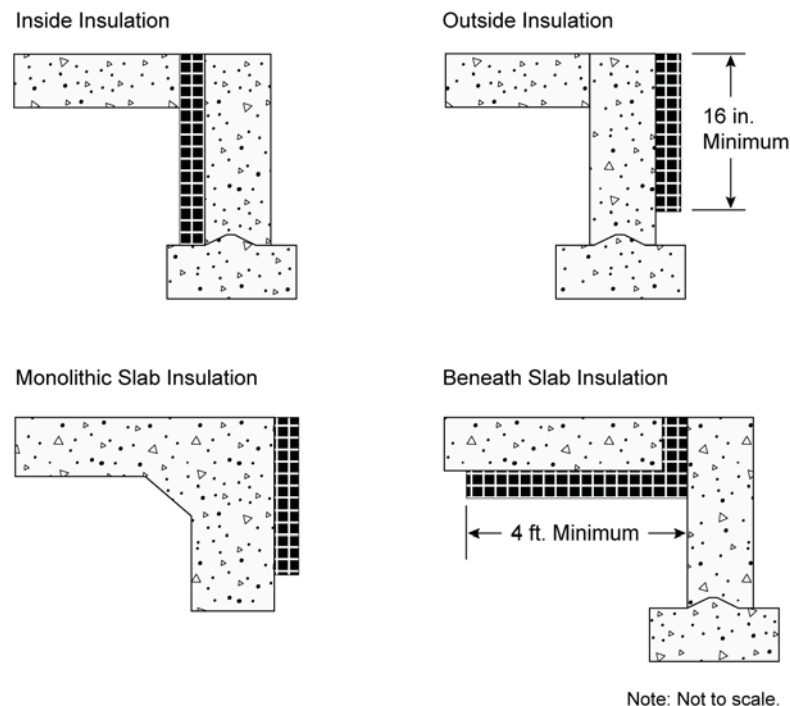 Inside Insulation
Outside Insulation
16 in.
Minimum
Monolithic Slab Insulation
Beneath Slab Insulation
4 ft. Minimum
Note: Not to scale.